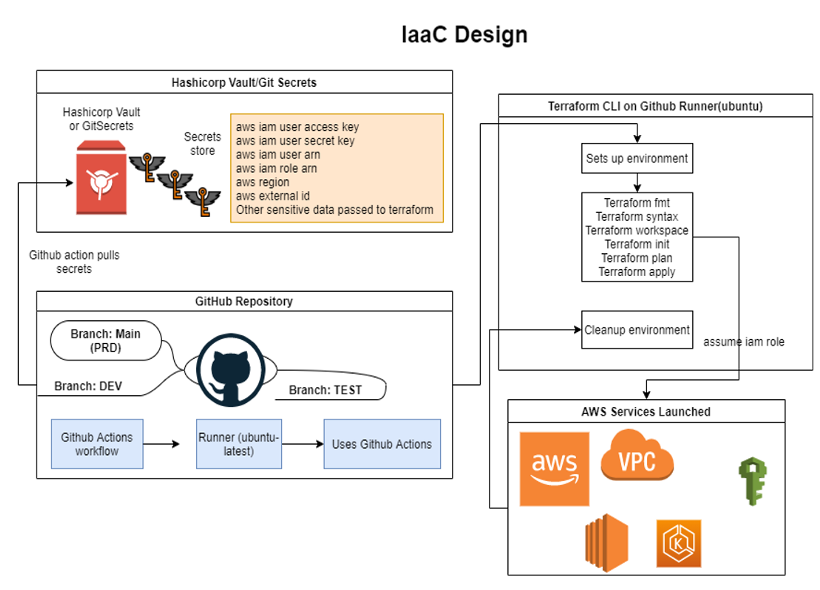 IaaC Design
Hashicorp Vault/Git Secrets
Hashicorp Vault
or GitSecrets
Secrets
store
aws iam user access key
aws iam user secret key
aws iam user arn
aws iam role arn
aws region
aws external id
Other sensitive data passed to terraform
Github action pulls
secrets
GitHub Repository
Branch: Main
(PRD)
Branch: DEV
Branch: TEST
Github Actions
workflow
Runner (ubuntu-
latest)
Uses Github Actions
Terraform CLI on Github Runner(ubuntu)
Sets up environment
Terraform fmt
Terraform syntax
Terraform workspace
Terraform init
Terraform plan
Terraform apply
Cleanup environment
assume iam role
AWS Services Launched
aws
VPC
K